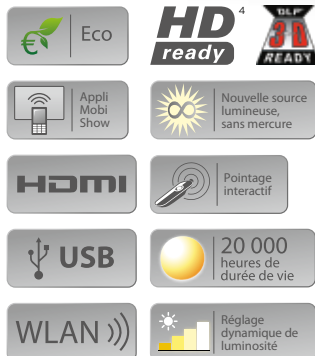 € Eco
HD 4
ready
DLP
3D
READY
Appli
Mobi
Show
Nouvelle source
lumineuse,
sans mercure
HDMI
Pointage
interactif
USB
20 000
heures de
durée de vie
WLAN
Réglage
dynamique de
luminosité